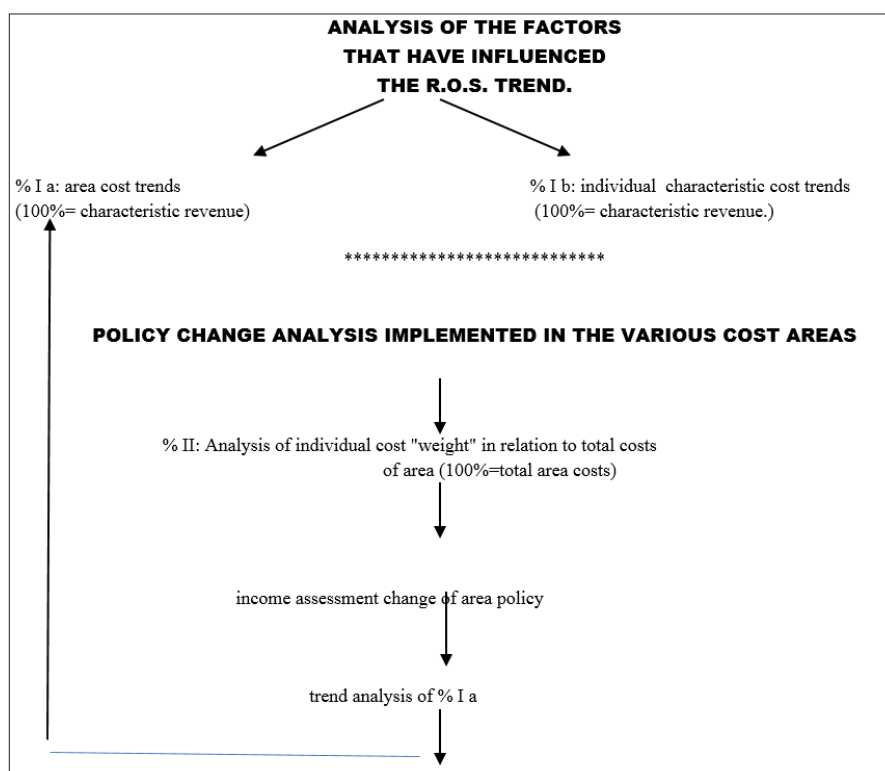 ANALYSIS OF THE FACTORS
THAT HAVE INFLUENCED
THE R.O.S. TREND.
% I a: area cost trends
(100%= characteristic revenue)
% I b: individual characteristic cost trends
(100%= characteristic revenue.)
****************************
POLICY CHANGE ANALYSIS IMPLEMENTED IN THE VARIOUS COST AREAS
% II: Analysis of individual cost "weight" in relation to total costs
of area (100%=total area costs)
income assessment change of area policy
trend analysis of % I a